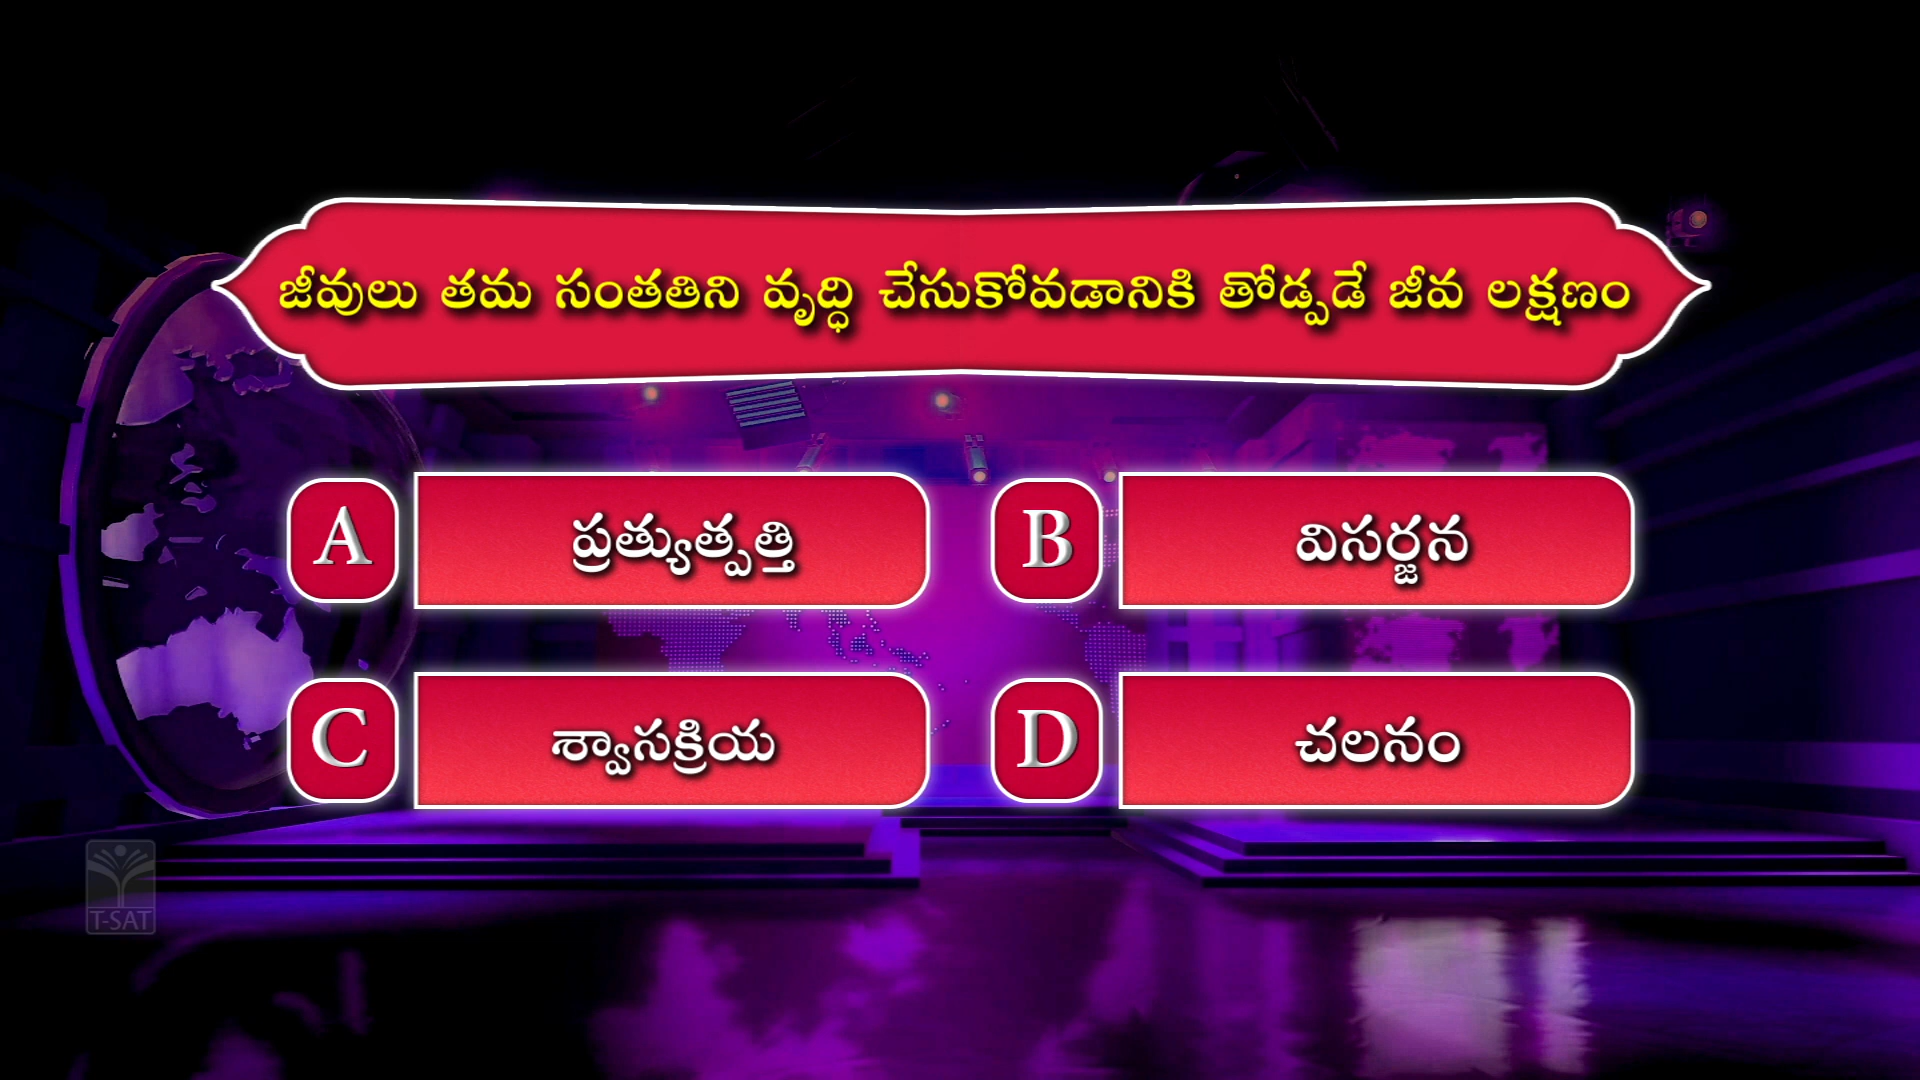 జీవులు తమ సంతతిని వృద్ధి చేసుకోవడానికి తోడ్పడే జీవ లక్షణం
A ప్రత్యుత్పత్తి
B విసర్జన
C శ్వాసక్రియ
D చలనం
T-SAT